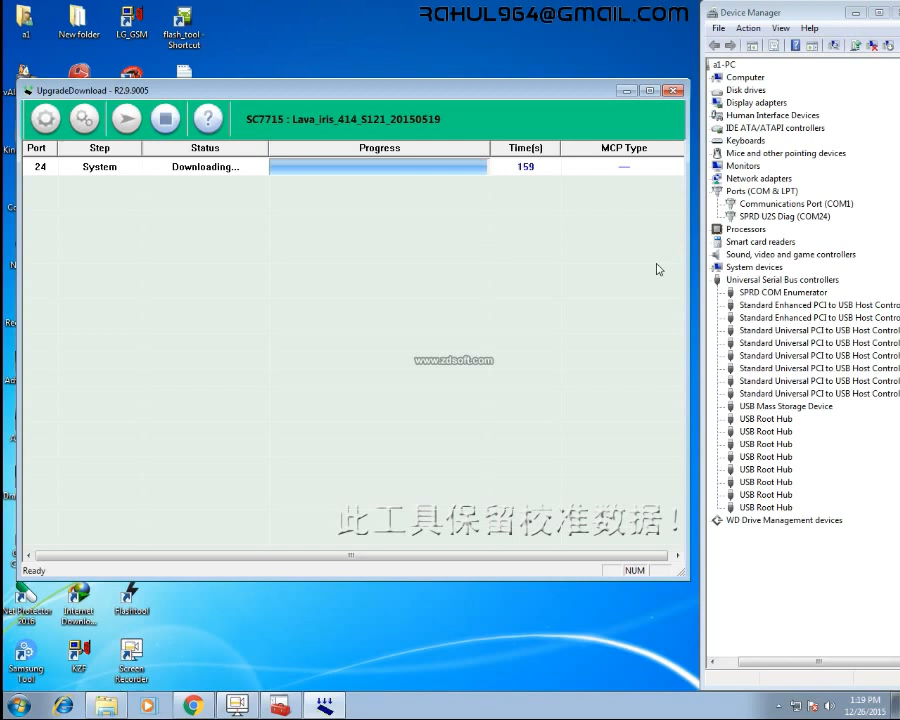 RAHUL964@GMAIL.COM
a1
New folder
LG_GSM
flash_tool - Shortcut
UpgradeDownload - R2.9.9005
SC7715 : Lava_iris_414_S121_20150519
Port Step Status Progress Time(s) MCP Type
24 System Downloading... 159 —
www.zdsoft.com
此工具保留校准数据!
Ready
NUM
Net Protector 2016
Internet Downlo...
Flashtool
Samsung Tool
KZF
Screen Recorder
Device Manager
File Action View Help
a1-PC
Computer
Disk drives
Display adapters
Human Interface Devices
IDE ATA/ATAPI controllers
Keyboards
Mice and other pointing devices
Monitors
Network adapters
Ports (COM & LPT)
Communications Port (COM1)
SPRD U2S Diag (COM24)
Processors
Smart card readers
Sound, video and game controllers
System devices
Universal Serial Bus controllers
SPRD COM Enumerator
Standard Enhanced PCI to USB Host Contro
Standard Enhanced PCI to USB Host Contro
Standard Universal PCI to USB Host Control
Standard Universal PCI to USB Host Control
Standard Universal PCI to USB Host Control
Standard Universal PCI to USB Host Control
Standard Universal PCI to USB Host Control
Standard Universal PCI to USB Host Control
USB Mass Storage Device
USB Root Hub
USB Root Hub
USB Root Hub
USB Root Hub
USB Root Hub
USB Root Hub
USB Root Hub
USB Root Hub
WD Drive Management devices
1:19 PM
12/26/2015